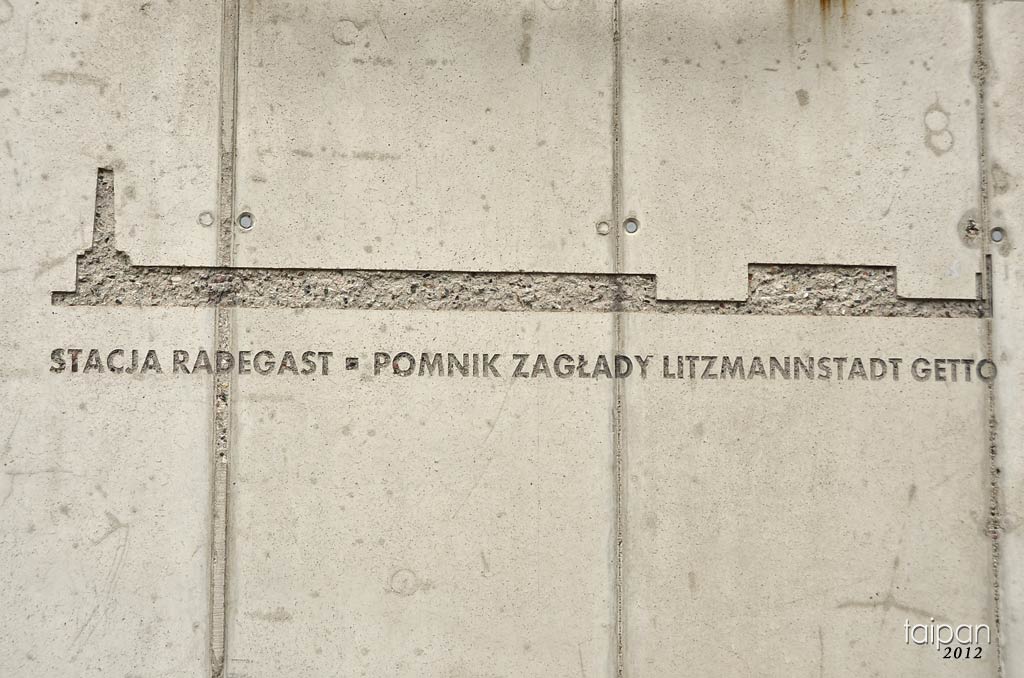 STACJA RADEGAST ▪ POMNIK ZAGŁADY LITZMANNSTADT GETTO
taipan
2012